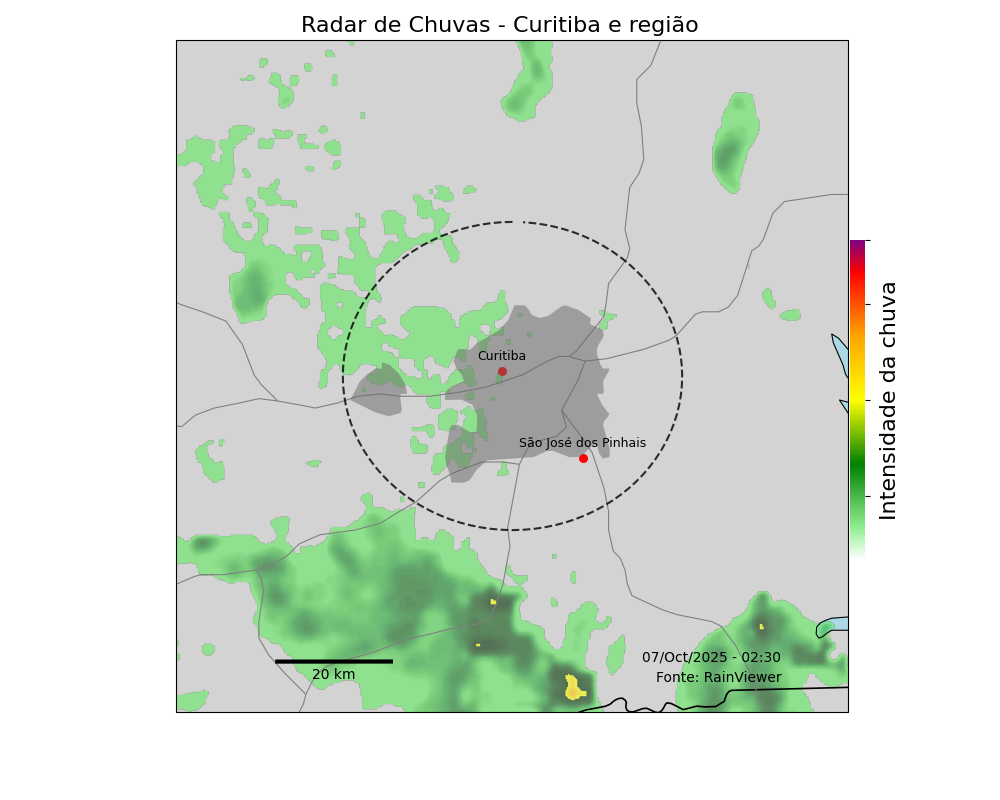 Radar de Chuvas - Curitiba e região
Curitiba
São José dos Pinhais
Intensidade da chuva
07/Oct/2025 - 02:30
Fonte: RainViewer
20 km